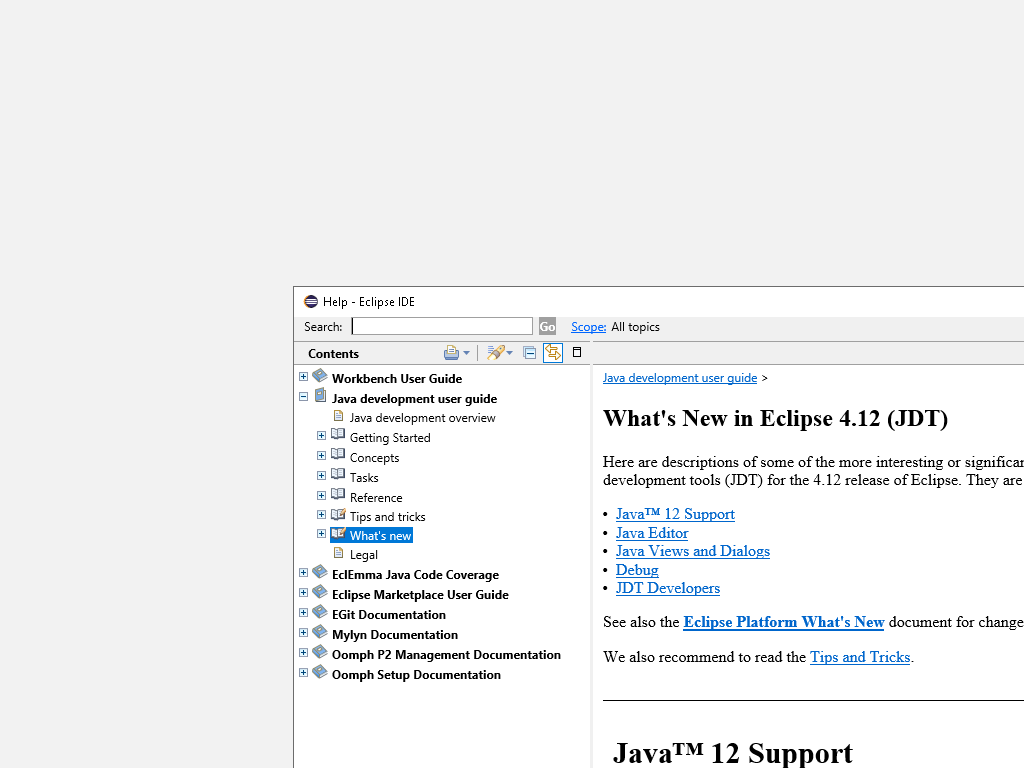 Help - Eclipse IDE
Search:
Go
Scope: All topics
Contents
Workbench User Guide
Java development user guide
Java development overview
Getting Started
Concepts
Tasks
Reference
Tips and tricks
What's new
Legal
EclEmma Java Code Coverage
Eclipse Marketplace User Guide
EGit Documentation
Mylyn Documentation
Oomph P2 Management Documentation
Oomph Setup Documentation
Java development user guide >
What's New in Eclipse 4.12 (JDT)
Here are descriptions of some of the more interesting or significan
development tools (JDT) for the 4.12 release of Eclipse. They are
• Java™ 12 Support
• Java Editor
• Java Views and Dialogs
• Debug
• JDT Developers
See also the Eclipse Platform What's New document for change
We also recommend to read the Tips and Tricks.
Java™ 12 Support